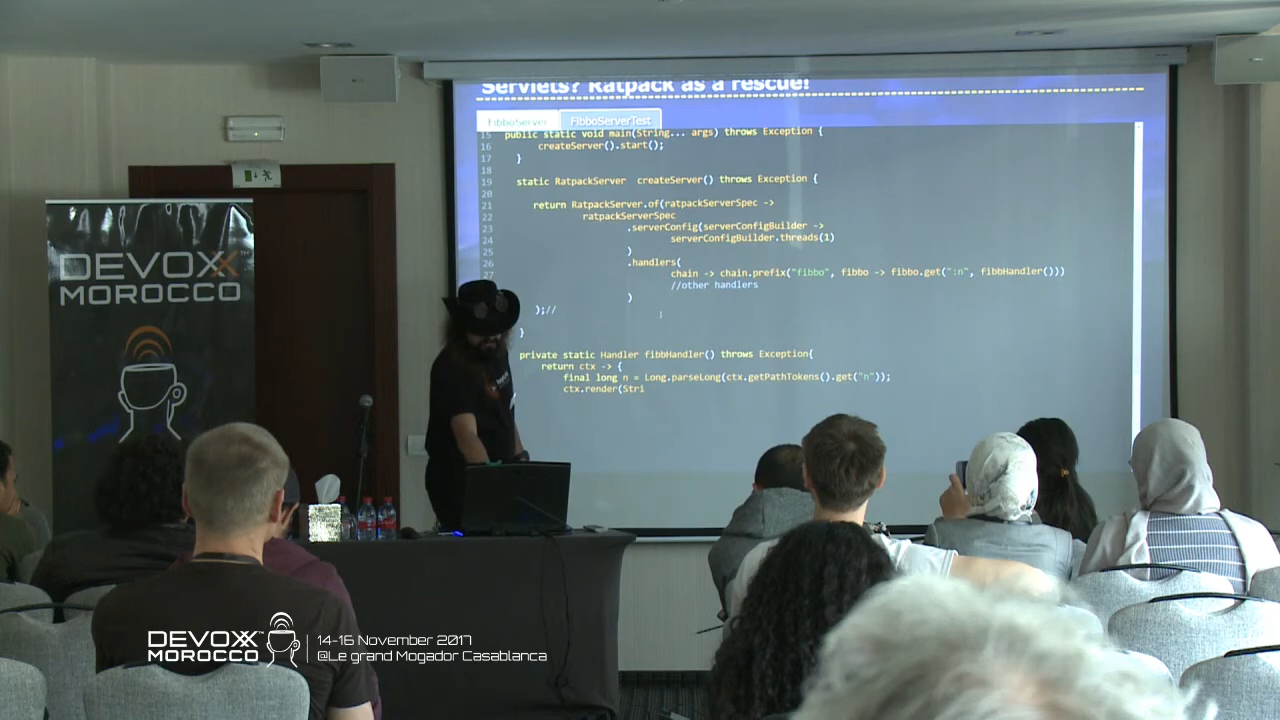 Servlets? Ratpack as a rescue!
FibboServer FibboServerTest
15 public static void main(String... args) throws Exception {
16 createServer().start();
17 }
18
19 static RatpackServer createServer() throws Exception {
20
21 return RatpackServer.of(ratpackServerSpec ->
22 ratpackServerSpec
23 .serverConfig(serverConfigBuilder ->
24 serverConfigBuilder.threads(1)
25 )
26 .handlers(
27 chain -> chain.prefix("fibbo", fibbo -> fibbo.get(":n", fibbHandler()))
//other handlers
)
);//
}
private static Handler fibbHandler() throws Exception{
return ctx -> {
final long n = Long.parseLong(ctx.getPathTokens().get("n"));
ctx.render(Stri
DEVOXX™
MOROCCO
DEVOXX™
MOROCCO
14-16 November 2017
@Le grand Mogador Casablanca